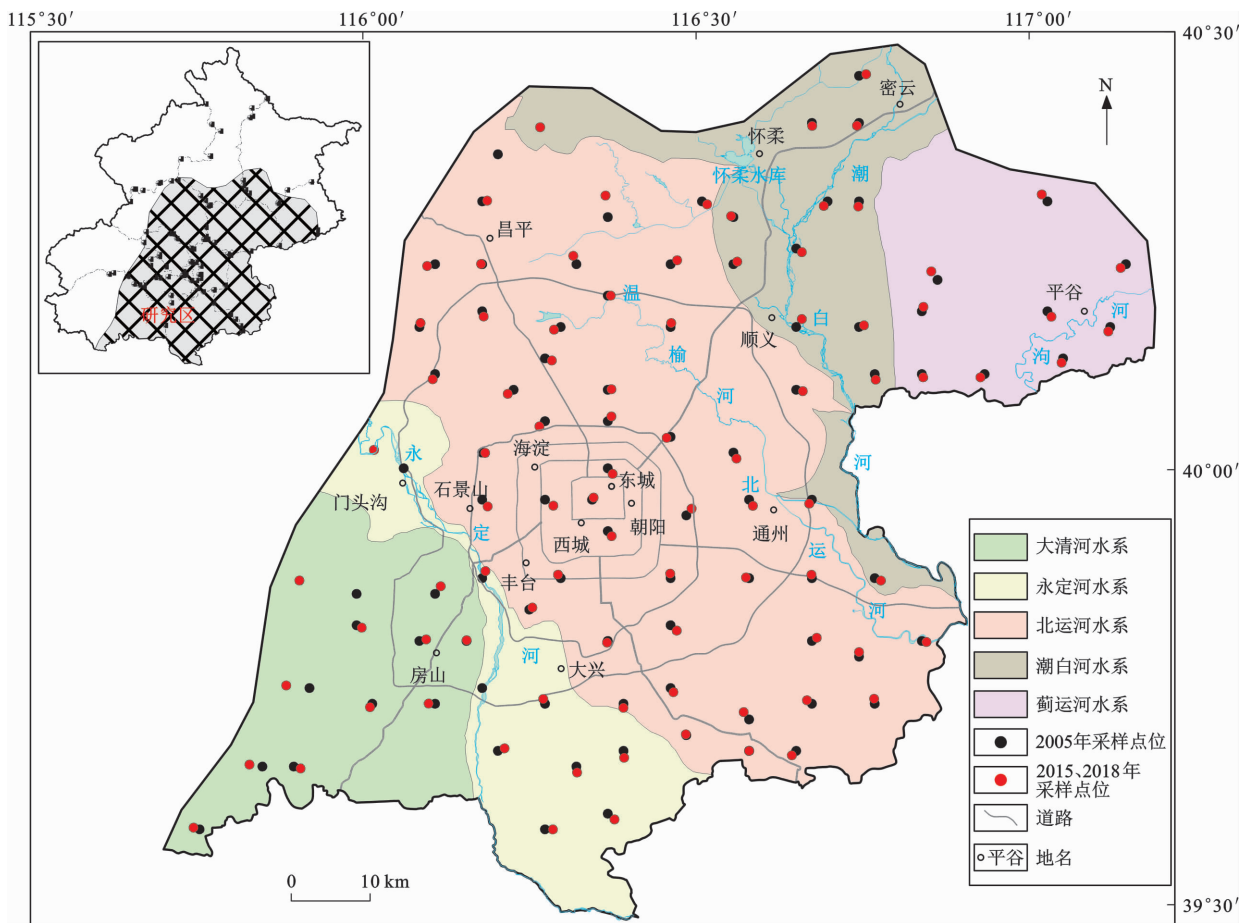 115°30′
116°00′
116°30′
117°00′
40°30′
N
密云
怀柔
怀柔水库
潮
昌平
研究区
温
平谷
河
白
顺义
泃
榆
河
永
海淀
河
石景山
东城
北
门头沟
定
西城
朝阳
通州
运
丰台
河
河
大兴
房山
40°00′
大清河水系
永定河水系
北运河水系
潮白河水系
蓟运河水系
2005年采样点位
2015、2018年
采样点位
道路
平谷 地名
0 10 km
39°30′